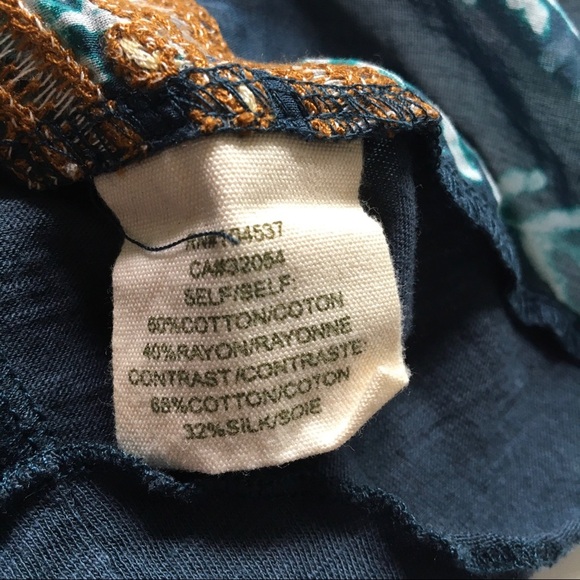 RN#104537
CA#32054
SELF/SELF:
60%COTTON/COTON
40%RAYON/RAYONNE
CONTRAST/CONTRASTE:
68%COTTON/COTON
32%SILK/SOIE